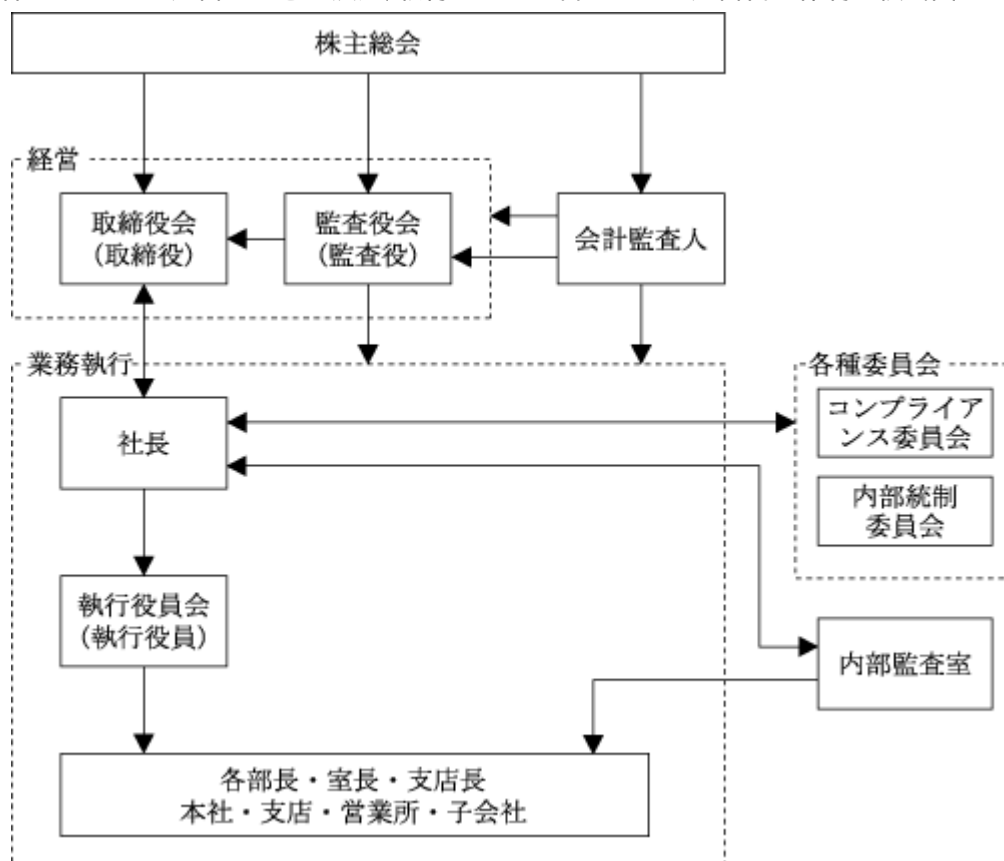 株主総会
経営
取締役会
(取締役)
監査役会
(監査役)
会計監査人
業務執行
各種委員会
社長
コンプライア
ンス委員会
内部統制
委員会
執行役員会
(執行役員)
内部監査室
各部長・室長・支店長
本社・支店・営業所・子会社